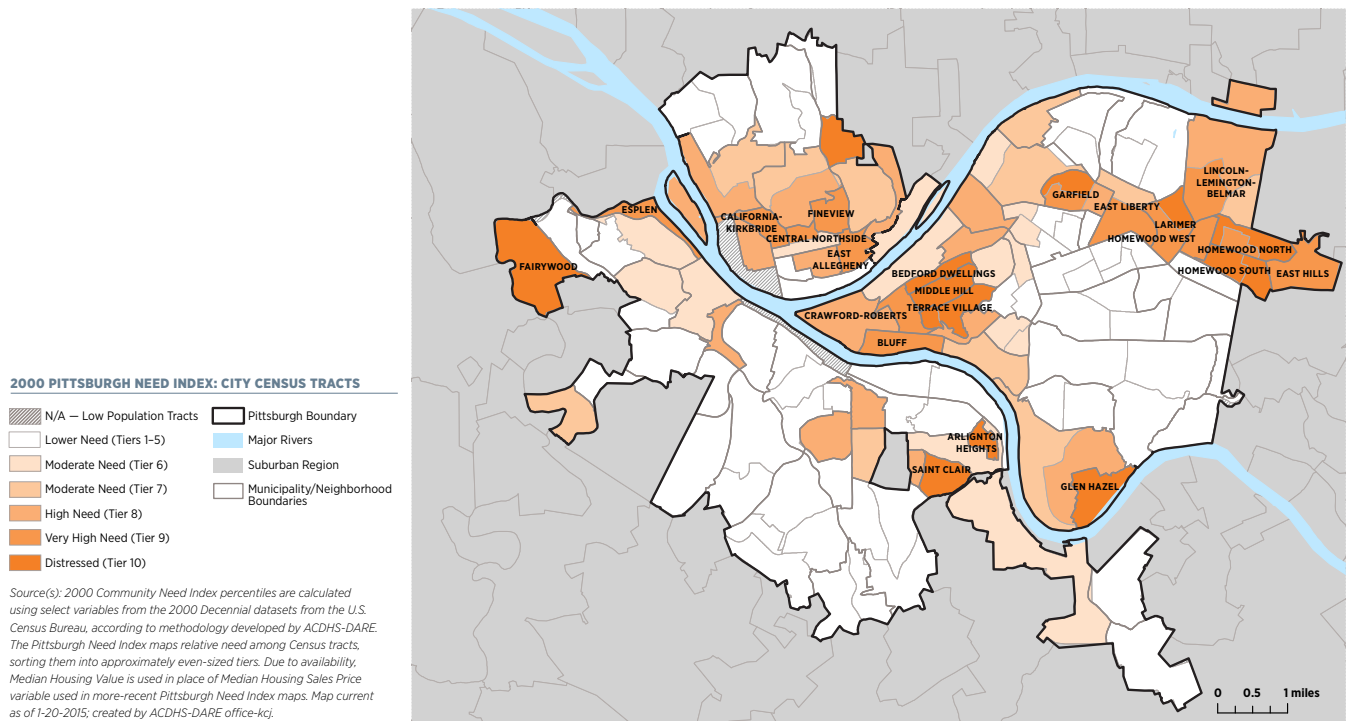 2000 PITTSBURGH NEED INDEX: CITY CENSUS TRACTS
N/A — Low Population Tracts
Lower Need (Tiers 1–5)
Moderate Need (Tier 6)
Moderate Need (Tier 7)
High Need (Tier 8)
Very High Need (Tier 9)
Distressed (Tier 10)
Pittsburgh Boundary
Major Rivers
Suburban Region
Municipality/Neighborhood
Boundaries
Source(s): 2000 Community Need Index percentiles are calculated
using select variables from the 2000 Decennial datasets from the U.S.
Census Bureau, according to methodology developed by ACDHS-DARE.
The Pittsburgh Need Index maps relative need among Census tracts,
sorting them into approximately even-sized tiers. Due to availability,
Median Housing Value is used in place of Median Housing Sales Price
variable used in more-recent Pittsburgh Need Index maps. Map current
as of 1-20-2015; created by ACDHS-DARE office-kcj.
LINCOLN-
LEMINGTON-
BELMAR
GARFIELD
EAST LIBERTY
LARIMER
HOMEWOOD WEST
HOMEWOOD NORTH
HOMEWOOD SOUTH
EAST HILLS
ESPLEN
FAIRYWOOD
CALIFORNIA-
KIRKBRIDE
FINEVIEW
CENTRAL NORTHSIDE
EAST
ALLEGHENY
BEDFORD DWELLINGS
MIDDLE HILL
TERRACE VILLAGE
CRAWFORD-ROBERTS
BLUFF
ARLIGNTON
HEIGHTS
SAINT CLAIR
GLEN HAZEL
0 0.5 1 miles